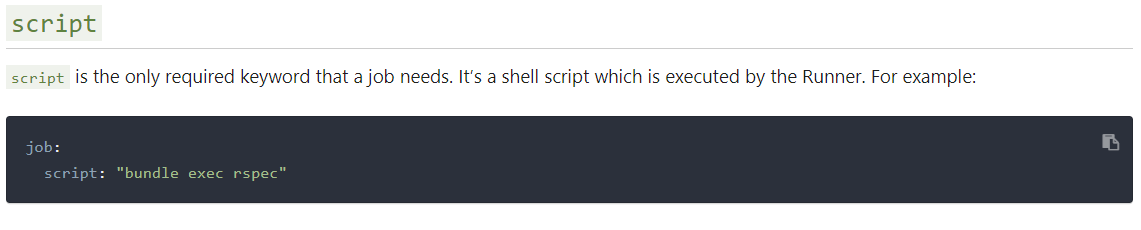 script
script is the only required keyword that a job needs. It's a shell script which is executed by the Runner. For example:
job:
  script: "bundle exec rspec"